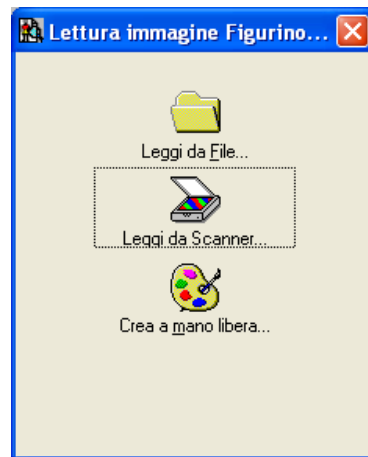 Lettura immagine Figurino...
Leggi da File...
Leggi da Scanner...
Crea a mano libera...